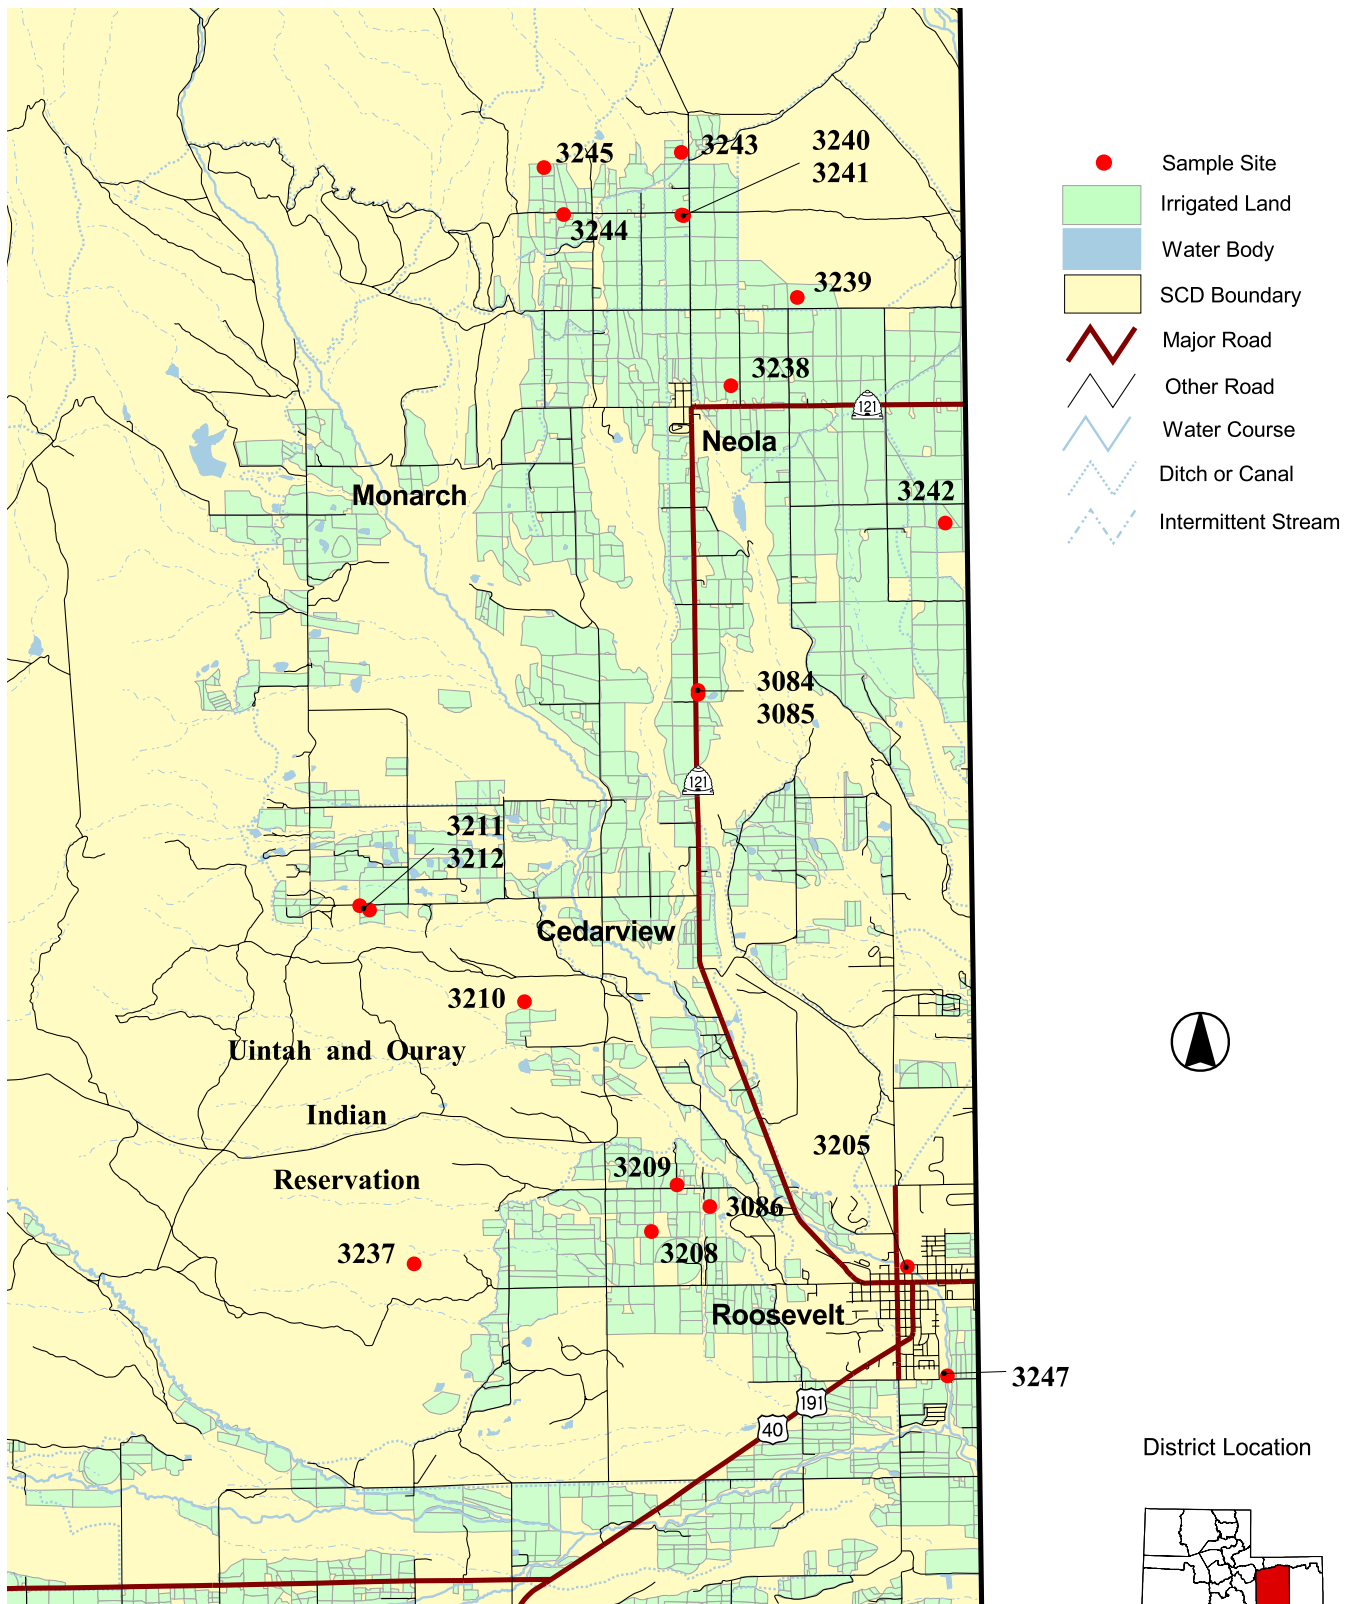 3245
3243
3240
3241
3244
3239
3238
121
Neola
Monarch
3242
3084
3085
121
3211
3212
Cedarview
3210
Uintah and Ouray
Indian
Reservation
3205
3209
3086
3208
3237
Roosevelt
3247
191
40
Sample Site
Irrigated Land
Water Body
SCD Boundary
Major Road
Other Road
Water Course
Ditch or Canal
Intermittent Stream
District Location